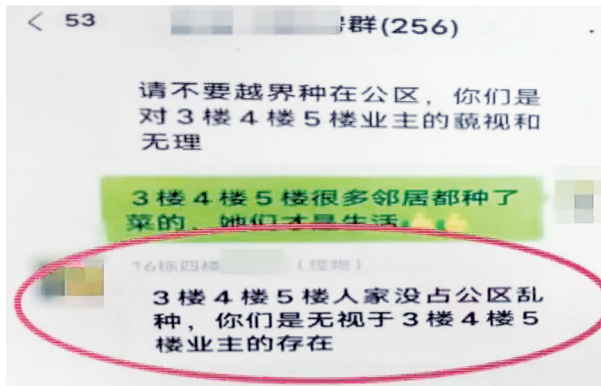 53
群(256)
请不要越界种在公区，你们是
对3楼4楼5楼业主的藐视和
无理
3楼4楼5楼很多邻居都种了
菜的，她们才是生活👍👍
16栋四楼
3楼4楼5楼人家没占公区乱
种，你们是无视于3楼4楼5
楼业主的存在